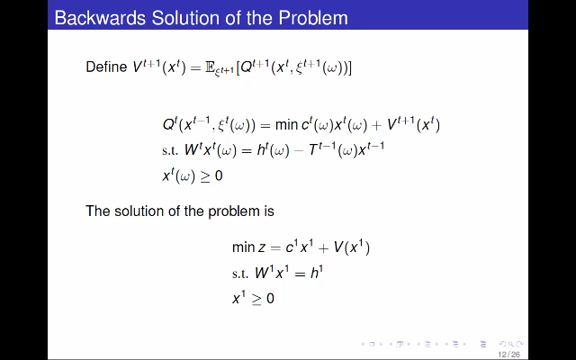 Backwards Solution of the Problem
Define V^{t+1}(x^t) = 𝔼_{ξ^{t+1}}[Q^{t+1}(x^t, ξ^{t+1}(ω))]
Q^t(x^{t−1}, ξ^t(ω)) = min c^t(ω)x^t(ω) + V^{t+1}(x^t)
s.t. W^t x^t(ω) = h^t(ω) − T^{t−1}(ω)x^{t−1}
x^t(ω) ≥ 0
The solution of the problem is
min z = c^1 x^1 + V(x^1)
s.t. W^1 x^1 = h^1
x^1 ≥ 0
12 / 26